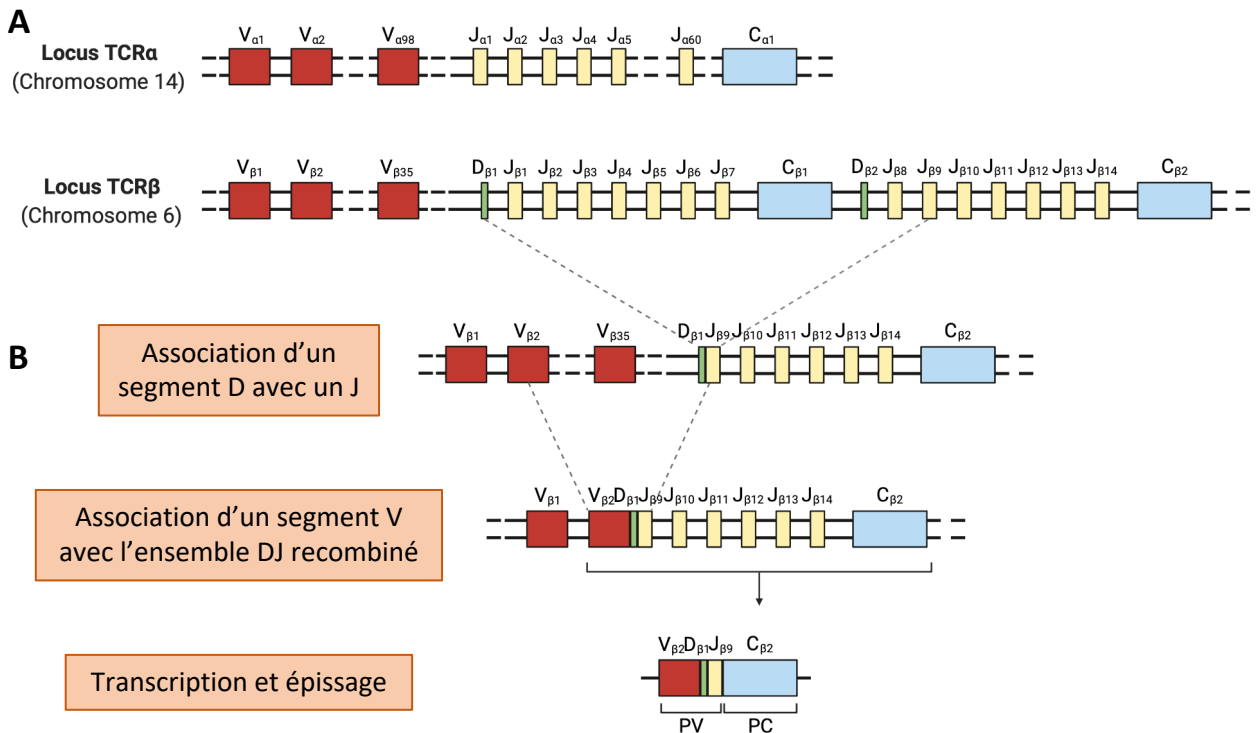 A
Locus TCRα
(Chromosome 14)
Vα1 Vα2 Vα98 Jα1 Jα2 Jα3 Jα4 Jα5 Jα60 Cα1
Locus TCRβ
(Chromosome 6)
Vβ1 Vβ2 Vβ35 Dβ1 Jβ1 Jβ2 Jβ3 Jβ4 Jβ5 Jβ6 Jβ7 Cβ1 Dβ2 Jβ8 Jβ9 Jβ10 Jβ11 Jβ12 Jβ13 Jβ14 Cβ2
B
Association d’un
segment D avec un J
Vβ1 Vβ2 Vβ35 Dβ1 Jβ9 Jβ10 Jβ11 Jβ12 Jβ13 Jβ14 Cβ2
Association d’un segment V
avec l’ensemble DJ recombiné
Vβ1 Vβ2 Dβ1 Jβ9 Jβ10 Jβ11 Jβ12 Jβ13 Jβ14 Cβ2
Transcription et épissage
Vβ2 Dβ1 Jβ9 Cβ2
PV PC